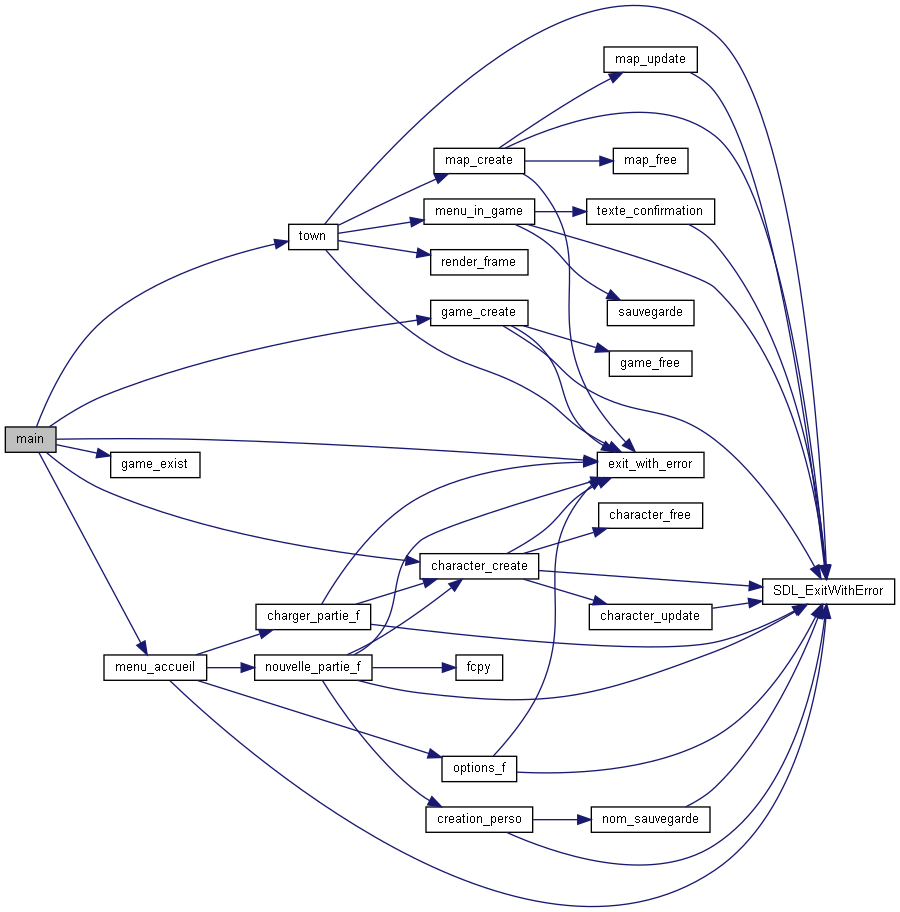 map_update
map_create
map_free
menu_in_game
texte_confirmation
town
render_frame
game_create
sauvegarde
game_free
main
game_exist
exit_with_error
character_free
character_create
SDL_ExitWithError
charger_partie_f
character_update
menu_accueil
nouvelle_partie_f
fcpy
options_f
creation_perso
nom_sauvegarde